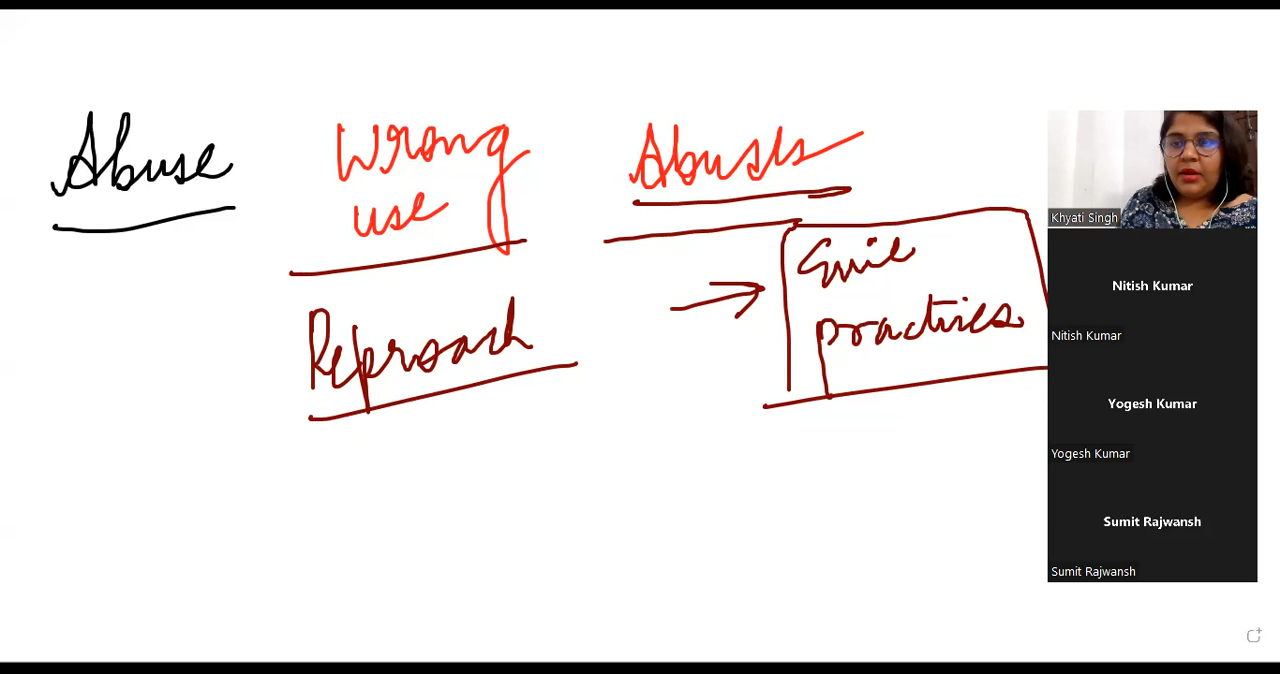 Abuse
Wrong
use
Abuses
Evil
practices
Reproach
Khyati Singh
Nitish Kumar
Nitish Kumar
Yogesh Kumar
Yogesh Kumar
Sumit Rajwansh
Sumit Rajwansh